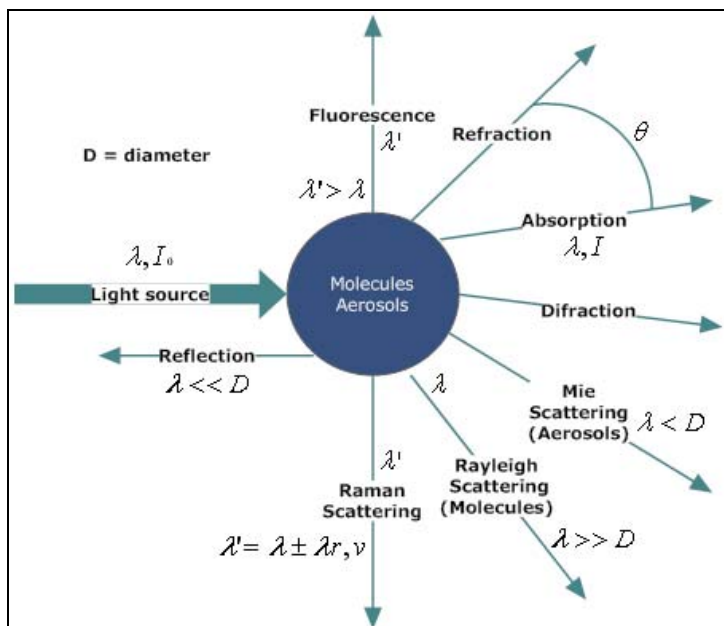 Fluorescence
λ'
λ' > λ
D = diameter
Refraction
θ
Absorption
λ, I
λ, I₀
Light source
Molecules
Aerosols
Difraction
Reflection
λ << D
λ
Mie
Scattering
(Aerosols)
λ < D
λ'
Raman
Scattering
λ' = λ ± λr, v
Rayleigh
Scattering
(Molecules)
λ >> D